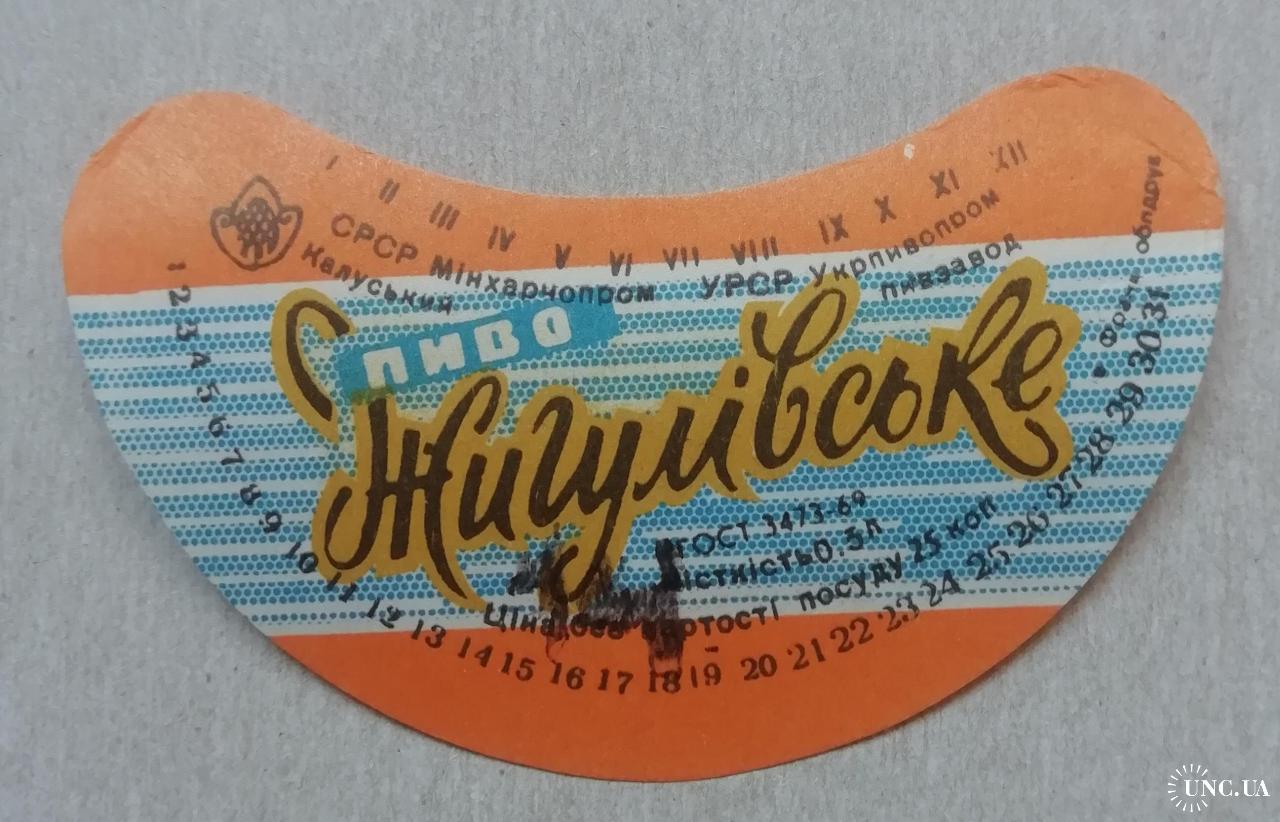 I II III IV V VI VII VIII IX X XI XII
СРСР Мінхарчопром УРСР Укрпивопром
Калуський пивзавод
пиво
Жигулівське
ГОСТ 3473-69
місткість 0.5л
Ціна без вартості посуду 25 коп
1 2 3 4 5 6 7 8 9 10 11 12 13 14 15 16 17 18 19 20 21 22 23 24 25 26 27 28 29 30 31
облдрук
UNC.UA